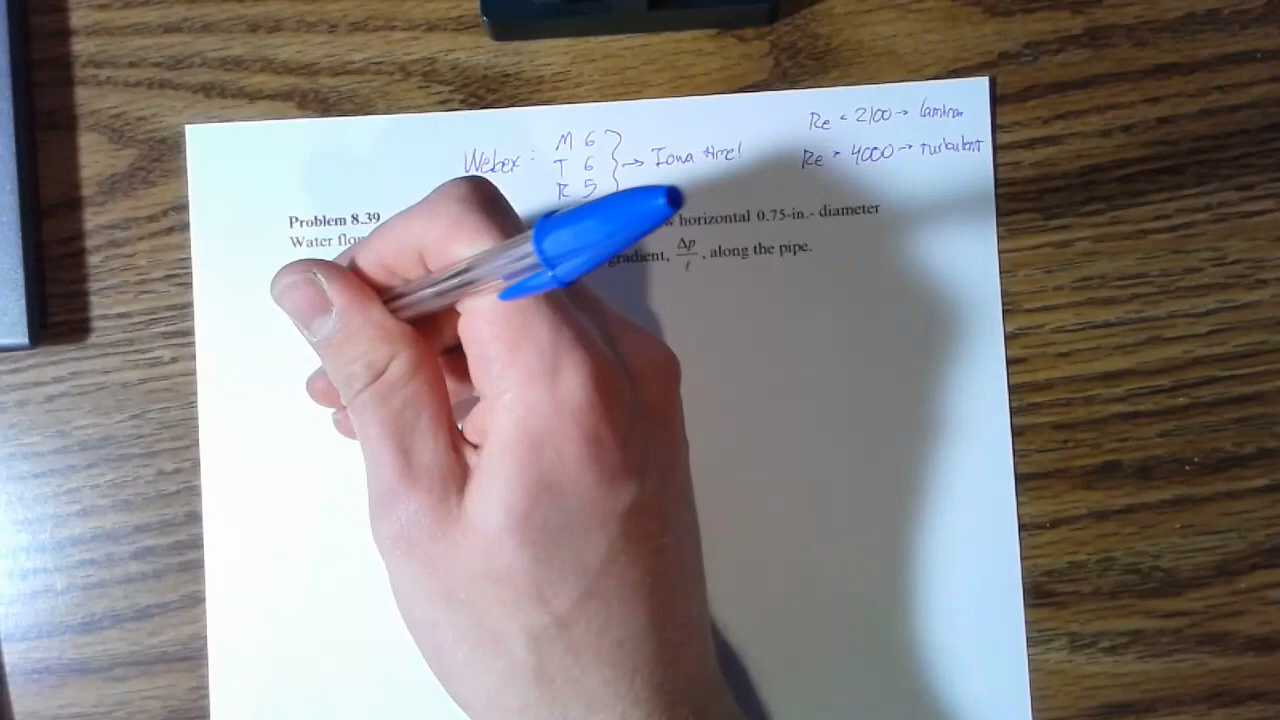 Re < 2100 → laminar
Re > 4000 → turbulent
Webex :
M 6
T 6
R 5
→ Iowa time!
Problem 8.39
Water
horizontal 0.75-in.- diameter
gradient, Δp/ℓ, along the pipe.